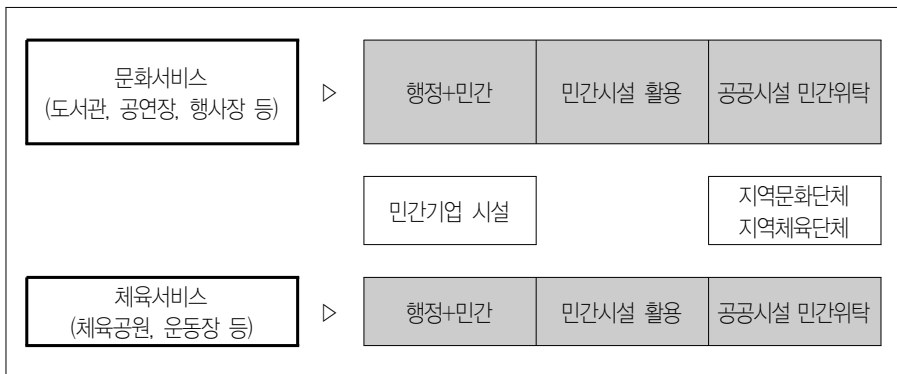 문화서비스
(도서관, 공연장, 행사장 등)
▷
행정+민간
민간시설 활용
공공시설 민간위탁
민간기업 시설
지역문화단체
지역체육단체
체육서비스
(체육공원, 운동장 등)
▷
행정+민간
민간시설 활용
공공시설 민간위탁